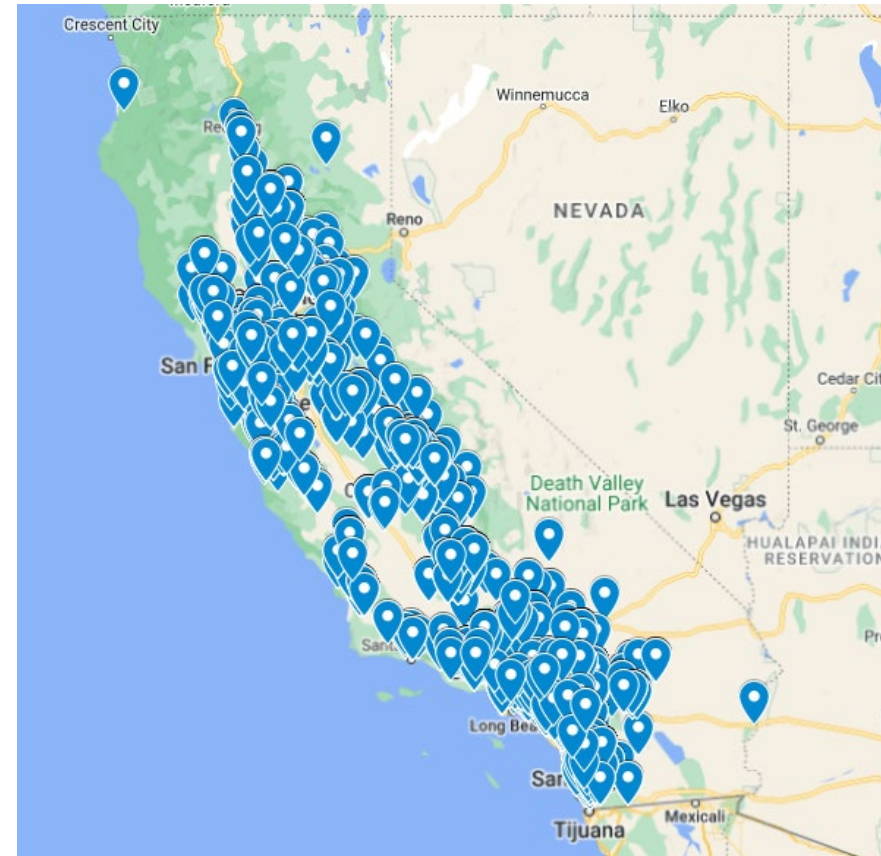 Crescent City
Winnemucca
Elko
NEVADA
Reno
Cedar Cit
St. George
Death Valley
National Park
Las Vegas
HUALAPAI INDI
RESERVATION
Long Bea
Tijuana
Mexicali